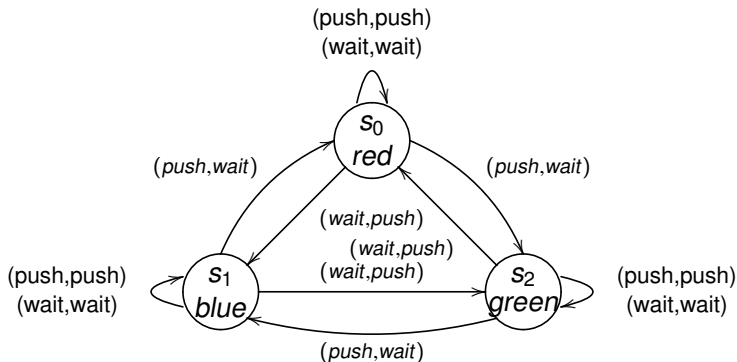 (push,push)
(wait,wait)
s0
red
(push,wait)
(push,wait)
(wait,push)
(wait,push)
(wait,push)
(push,push)
(wait,wait)
s1
blue
s2
green
(push,push)
(wait,wait)
(push,wait)